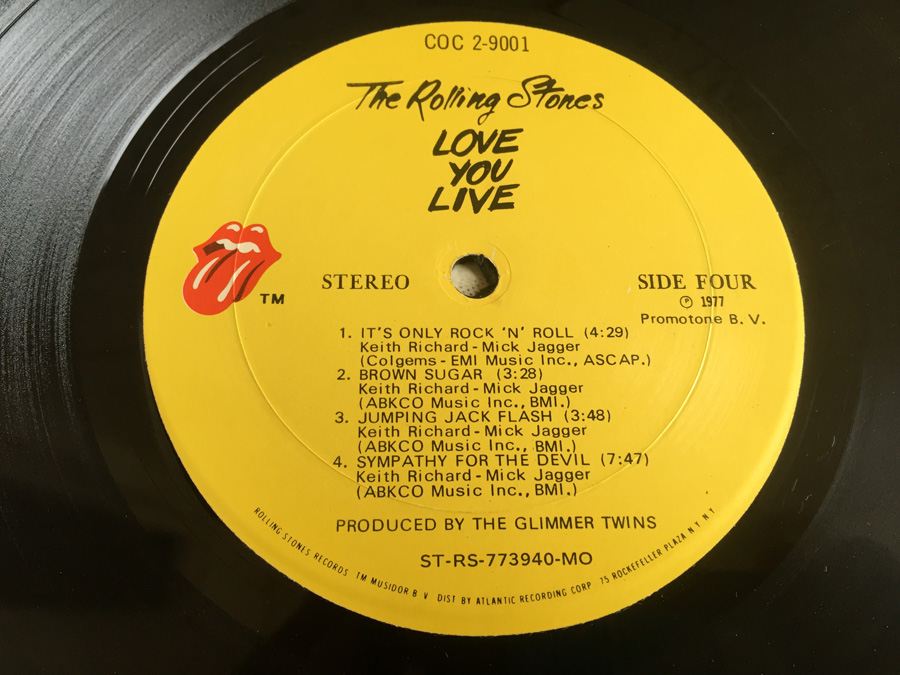 COC 2-9001
The Rolling Stones
LOVE
YOU
LIVE
TM
STEREO
SIDE FOUR
Ⓟ 1977
Promotone B. V.
1. IT'S ONLY ROCK 'N' ROLL (4:29)
Keith Richard - Mick Jagger
(Colgems - EMI Music Inc., ASCAP.)
2. BROWN SUGAR (3:28)
Keith Richard - Mick Jagger
(ABKCO Music Inc., BMI.)
3. JUMPING JACK FLASH (3:48)
Keith Richard - Mick Jagger
(ABKCO Music Inc., BMI.)
4. SYMPATHY FOR THE DEVIL (7:47)
Keith Richard - Mick Jagger
(ABKCO Music Inc., BMI.)
PRODUCED BY THE GLIMMER TWINS
ST-RS-773940-MO
ROLLING STONES RECORDS TM MUSIDOR B V DIST BY ATLANTIC RECORDING CORP 75 ROCKEFELLER PLAZA N.Y. N.Y.